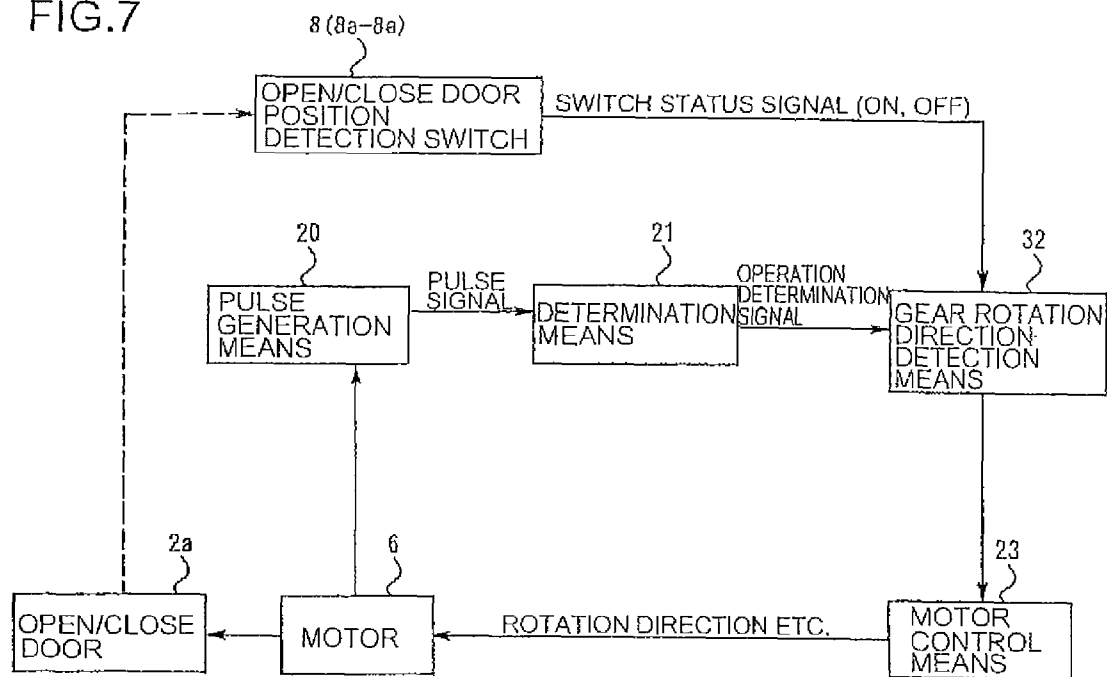 FIG.7
8 (8a-8a)
OPEN/CLOSE DOOR
POSITION
DETECTION SWITCH
SWITCH STATUS SIGNAL (ON, OFF)
20
PULSE
GENERATION
MEANS
PULSE
SIGNAL
21
DETERMINATION
MEANS
OPERATION
DETERMINATION
SIGNAL
32
GEAR ROTATION
DIRECTION
DETECTION
MEANS
2a
OPEN/CLOSE
DOOR
6
MOTOR
ROTATION DIRECTION ETC.
23
MOTOR
CONTROL
MEANS